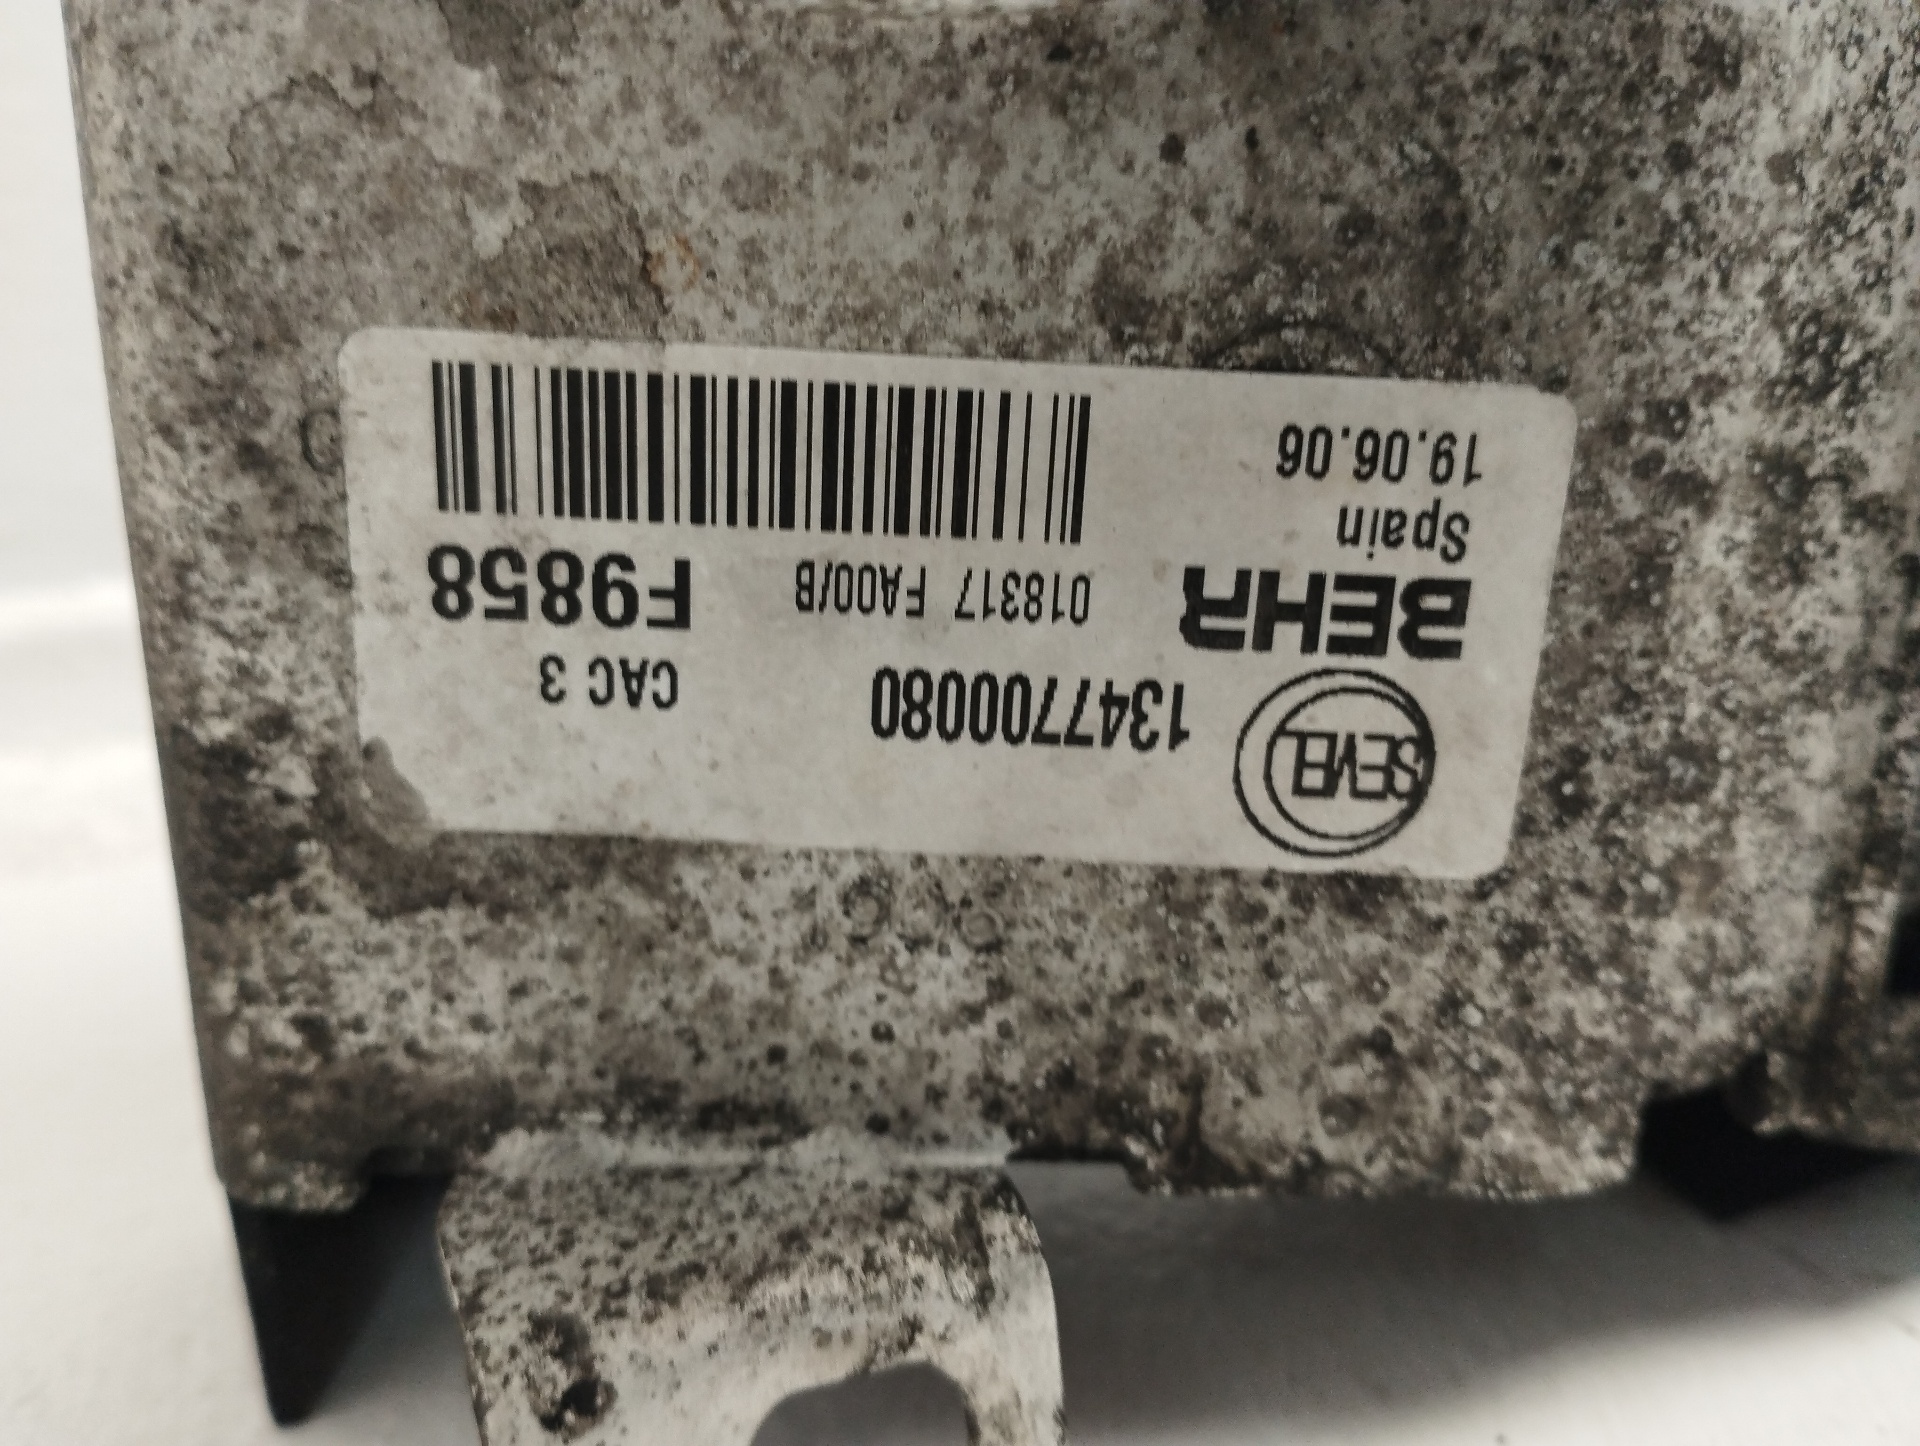 SEVEL
1347700080
CAC 3
BEHR
018317 FA00/B
F9858
Spain
19.06.06